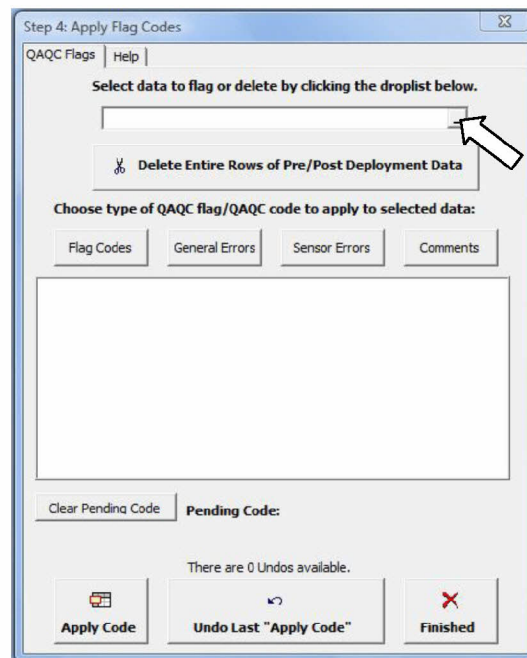 Step 4: Apply Flag Codes
QAQC Flags Help
Select data to flag or delete by clicking the droplist below.
Delete Entire Rows of Pre/Post Deployment Data
Choose type of QAQC flag/QAQC code to apply to selected data:
Flag Codes General Errors Sensor Errors Comments
Clear Pending Code Pending Code:
There are 0 Undos available.
Apply Code Undo Last "Apply Code" Finished